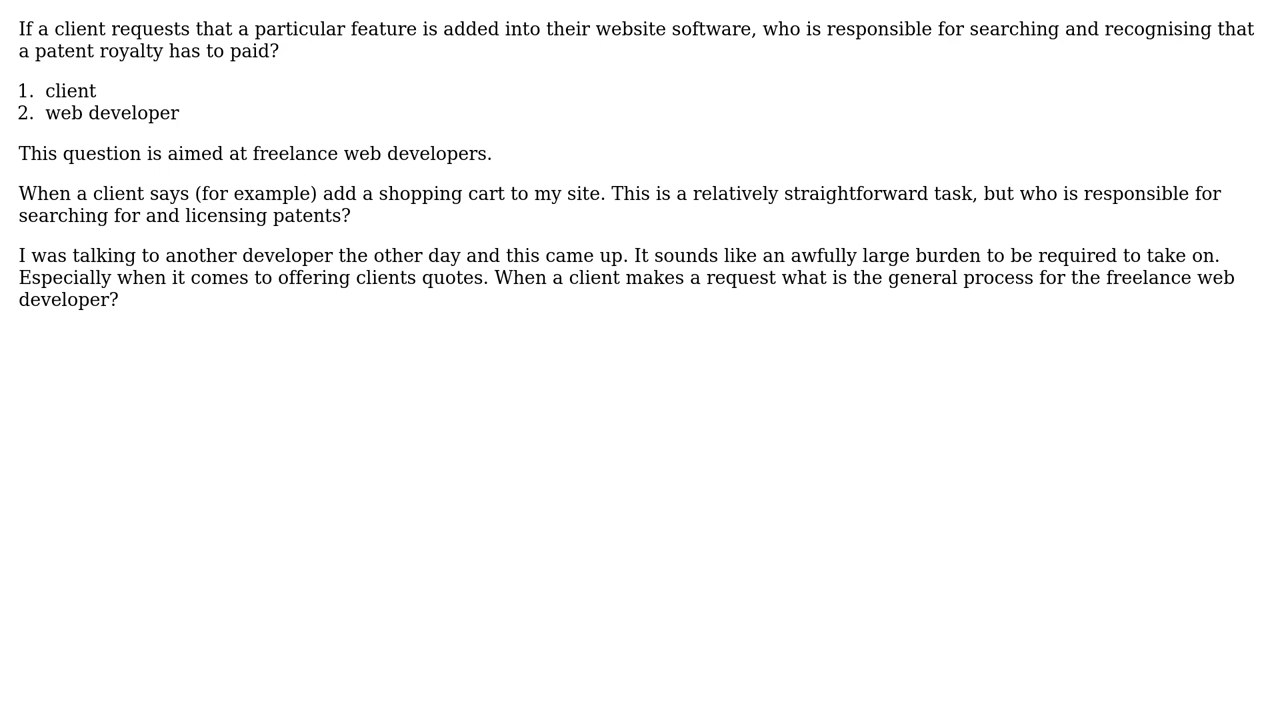 If a client requests that a particular feature is added into their website software, who is responsible for searching and recognising that
a patent royalty has to paid?
1. client
2. web developer
This question is aimed at freelance web developers.
When a client says (for example) add a shopping cart to my site. This is a relatively straightforward task, but who is responsible for
searching for and licensing patents?
I was talking to another developer the other day and this came up. It sounds like an awfully large burden to be required to take on.
Especially when it comes to offering clients quotes. When a client makes a request what is the general process for the freelance web
developer?